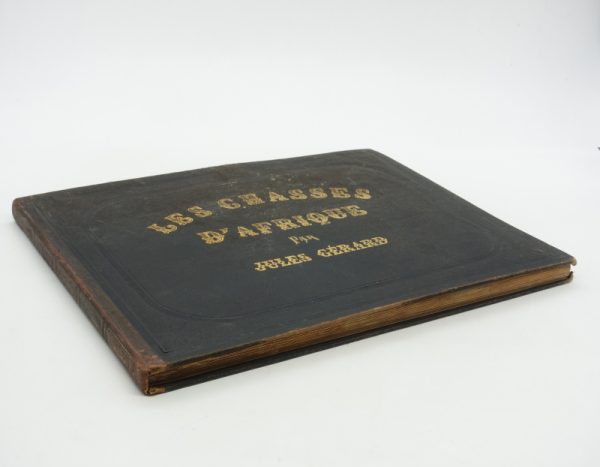 LES CHASSES
D'AFRIQUE
PAR
JULES GÉRARD